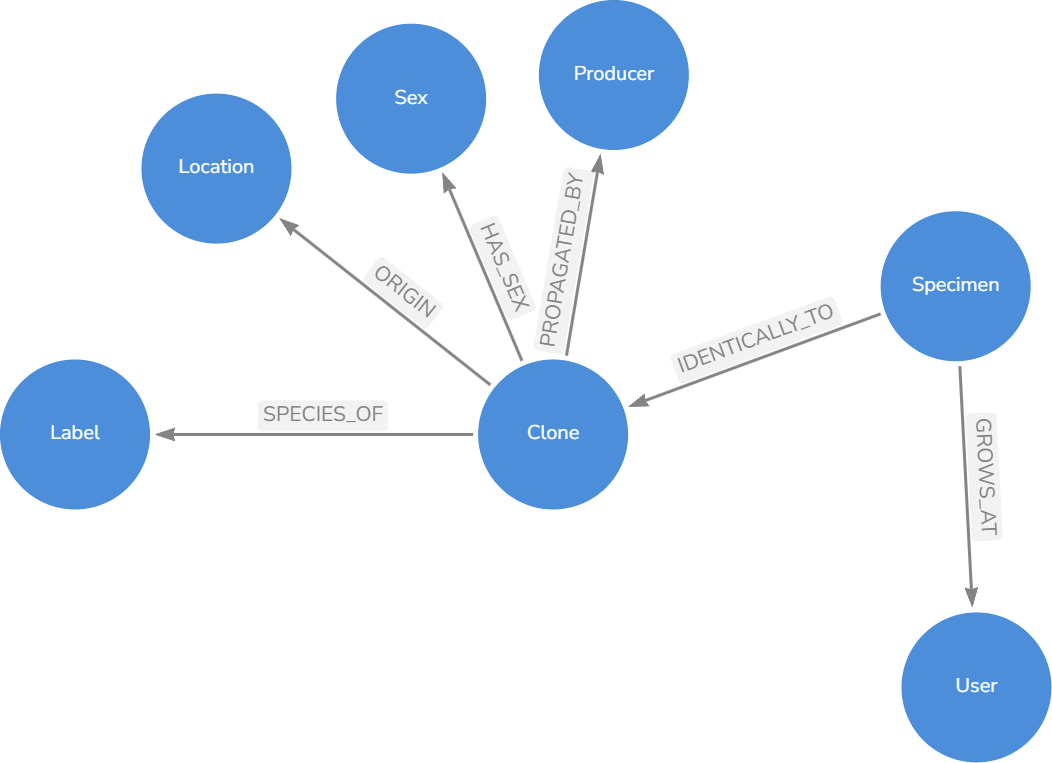 Producer
Sex
Location
PROPAGATED_BY
HAS_SEX
ORIGIN
Specimen
IDENTICALLY_TO
SPECIES_OF
Label
Clone
GROWS_AT
User